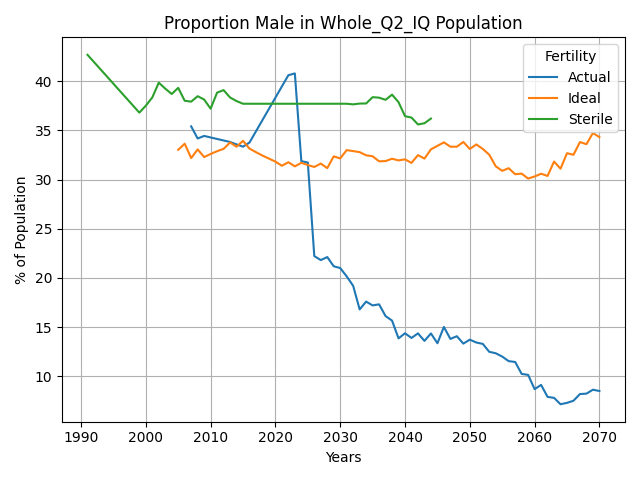 Proportion Male in Whole_Q2_IQ Population
Fertility
Actual
Ideal
Sterile
% of Population
40
35
30
25
20
15
10
1990
2000
2010
2020
2030
2040
2050
2060
2070
Years